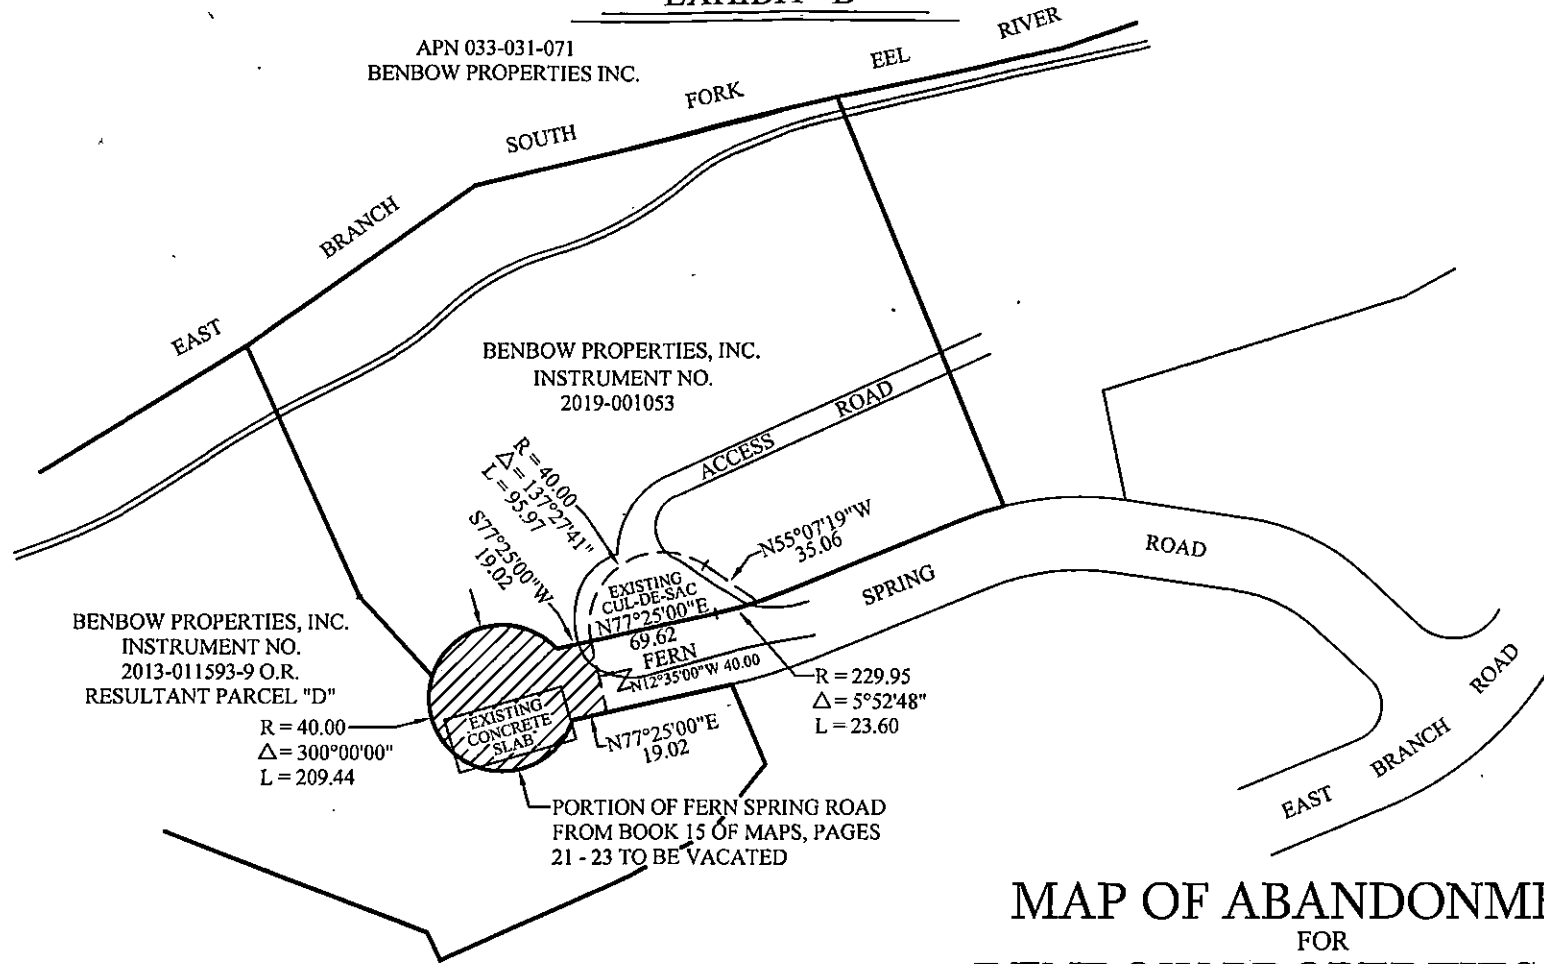 APN 033-031-071
BENBOW PROPERTIES INC.
EAST BRANCH SOUTH FORK EEL RIVER
BENBOW PROPERTIES, INC.
INSTRUMENT NO.
2019-001053
ACCESS ROAD
R = 40.00
Δ = 137°27'41"
L = 95.97
S77°25'00"W
19.02
N55°07'19"W
35.06
EXISTING
CUL-DE-SAC
N77°25'00"E
69.62
FERN SPRING ROAD
N12°35'00"W 40.00
R = 229.95
Δ = 5°52'48"
L = 23.60
BENBOW PROPERTIES, INC.
INSTRUMENT NO.
2013-011593-9 O.R.
RESULTANT PARCEL "D"
R = 40.00
Δ = 300°00'00"
L = 209.44
EXISTING
CONCRETE
SLAB
N77°25'00"E
19.02
PORTION OF FERN SPRING ROAD
FROM BOOK 15 OF MAPS, PAGES
21 - 23 TO BE VACATED
EAST BRANCH ROAD
MAP OF ABANDONME
FOR